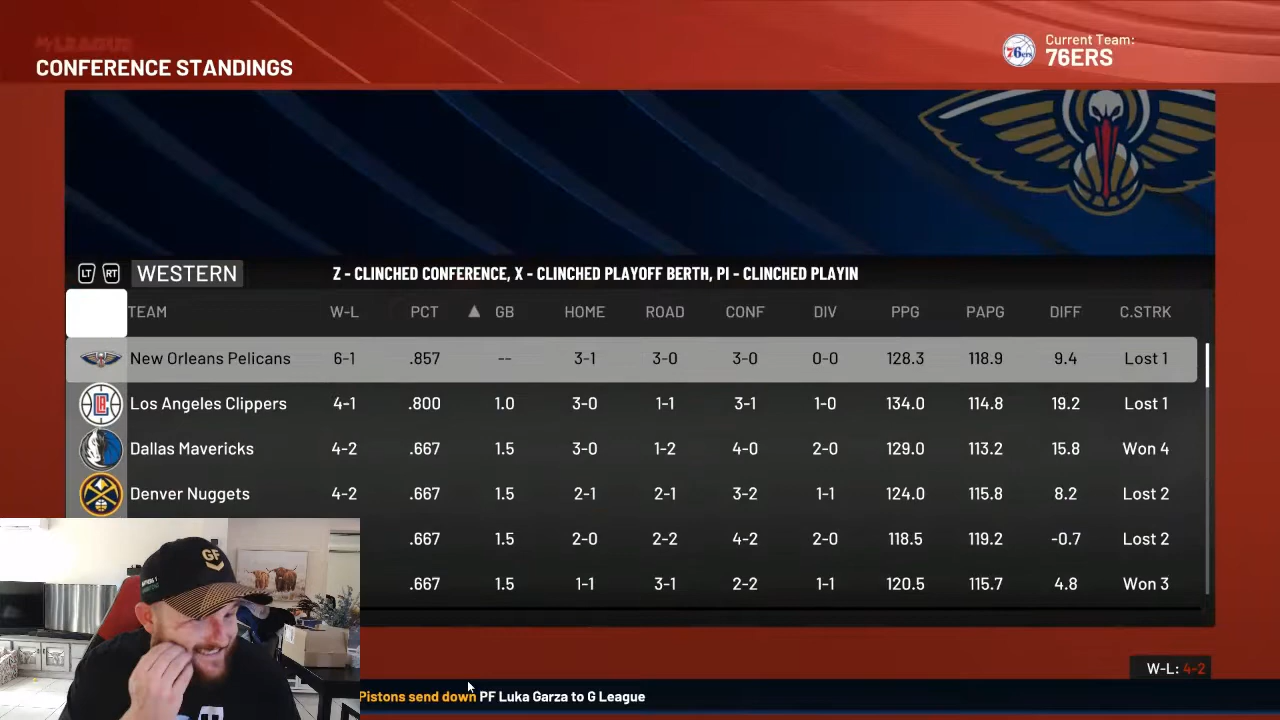 LEAGUE
CONFERENCE STANDINGS
76ers
Current Team:
76ERS
LT RT WESTERN Z - CLINCHED CONFERENCE, X - CLINCHED PLAYOFF BERTH, PI - CLINCHED PLAYIN
TEAM W-L PCT GB HOME ROAD CONF DIV PPG PAPG DIFF C.STRK
New Orleans Pelicans 6-1 .857 -- 3-1 3-0 3-0 0-0 128.3 118.9 9.4 Lost 1
Los Angeles Clippers 4-1 .800 1.0 3-0 1-1 3-1 1-0 134.0 114.8 19.2 Lost 1
Dallas Mavericks 4-2 .667 1.5 3-0 1-2 4-0 2-0 129.0 113.2 15.8 Won 4
Denver Nuggets 4-2 .667 1.5 2-1 2-1 3-2 1-1 124.0 115.8 8.2 Lost 2
.667 1.5 2-0 2-2 4-2 2-0 118.5 119.2 -0.7 Lost 2
.667 1.5 1-1 3-1 2-2 1-1 120.5 115.7 4.8 Won 3
GF
W-L: 4-2
Pistons send down PF Luka Garza to G League